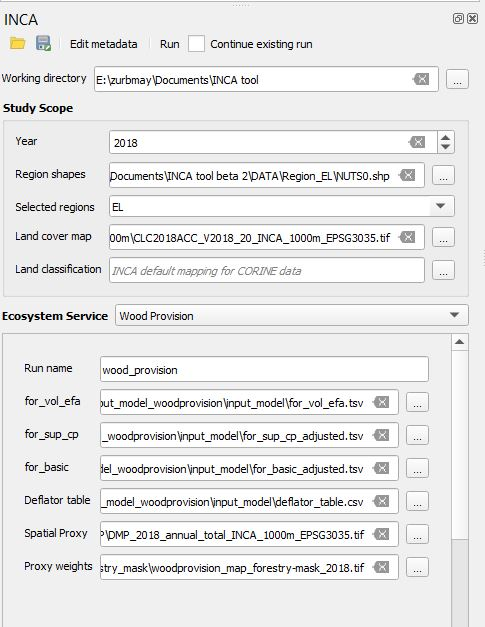 INCA
Edit metadata Run Continue existing run
Working directory E:\zurbmay\Documents\INCA tool ...
Study Scope
Year 2018
Region shapes Documents\INCA tool beta 2\DATA\Region_EL\NUTS0.shp ...
Selected regions EL
Land cover map 00m\CLC2018ACC_V2018_20_INCA_1000m_EPSG3035.tif ...
Land classification INCA default mapping for CORINE data ...
Ecosystem Service Wood Provision
Run name wood_provision
for_vol_efa put_model_woodprovision\input_model\for_vol_efa.tsv ...
for_sup_cp _woodprovision\input_model\for_sup_cp_adjusted.tsv ...
for_basic del_woodprovision\input_model\for_basic_adjusted.tsv ...
Deflator table _model_woodprovision\input_model\deflator_table.csv ...
Spatial Proxy \DMP_2018_annual_total_INCA_1000m_EPSG3035.tif ...
Proxy weights stry_mask\woodprovision_map_forestry-mask_2018.tif ...